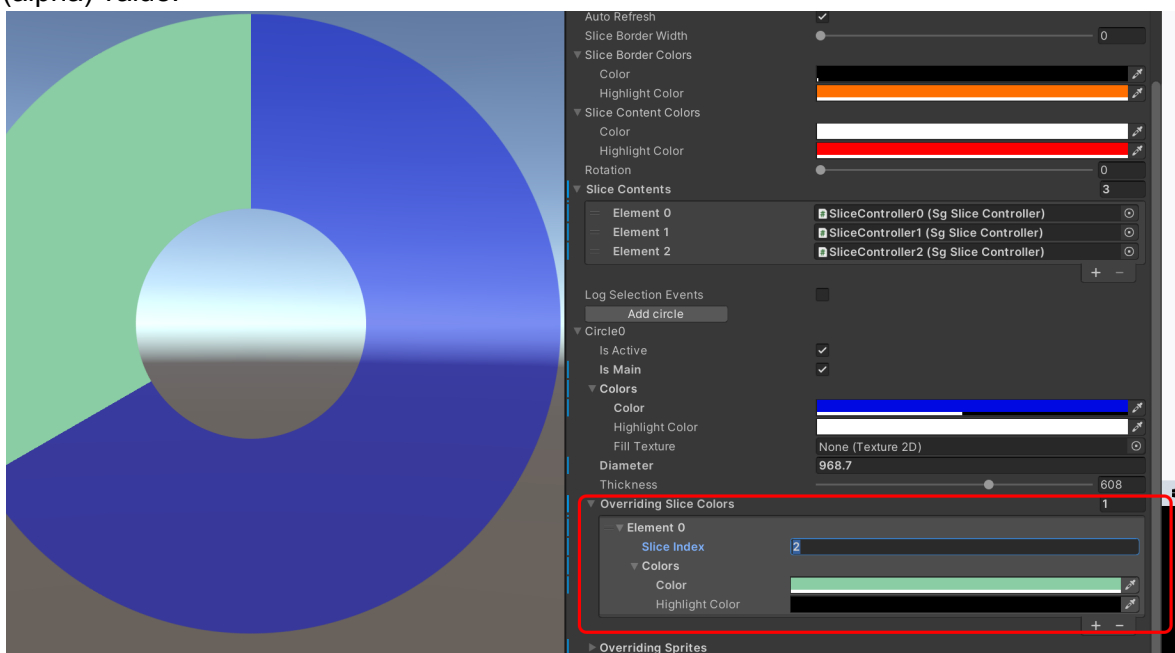 (alpha) value.
Auto Refresh
Slice Border Width 0
Slice Border Colors
Color
Highlight Color
Slice Content Colors
Color
Highlight Color
Rotation 0
Slice Contents 3
Element 0 SliceController0 (Sg Slice Controller)
Element 1 SliceController1 (Sg Slice Controller)
Element 2 SliceController2 (Sg Slice Controller)
+ −
Log Selection Events
Add circle
Circle0
Is Active
Is Main
Colors
Color
Highlight Color
Fill Texture None (Texture 2D)
Diameter 968.7
Thickness 608
Overriding Slice Colors 1
Element 0
Slice Index 2
Colors
Color
Highlight Color
+ −
Overriding Sprites